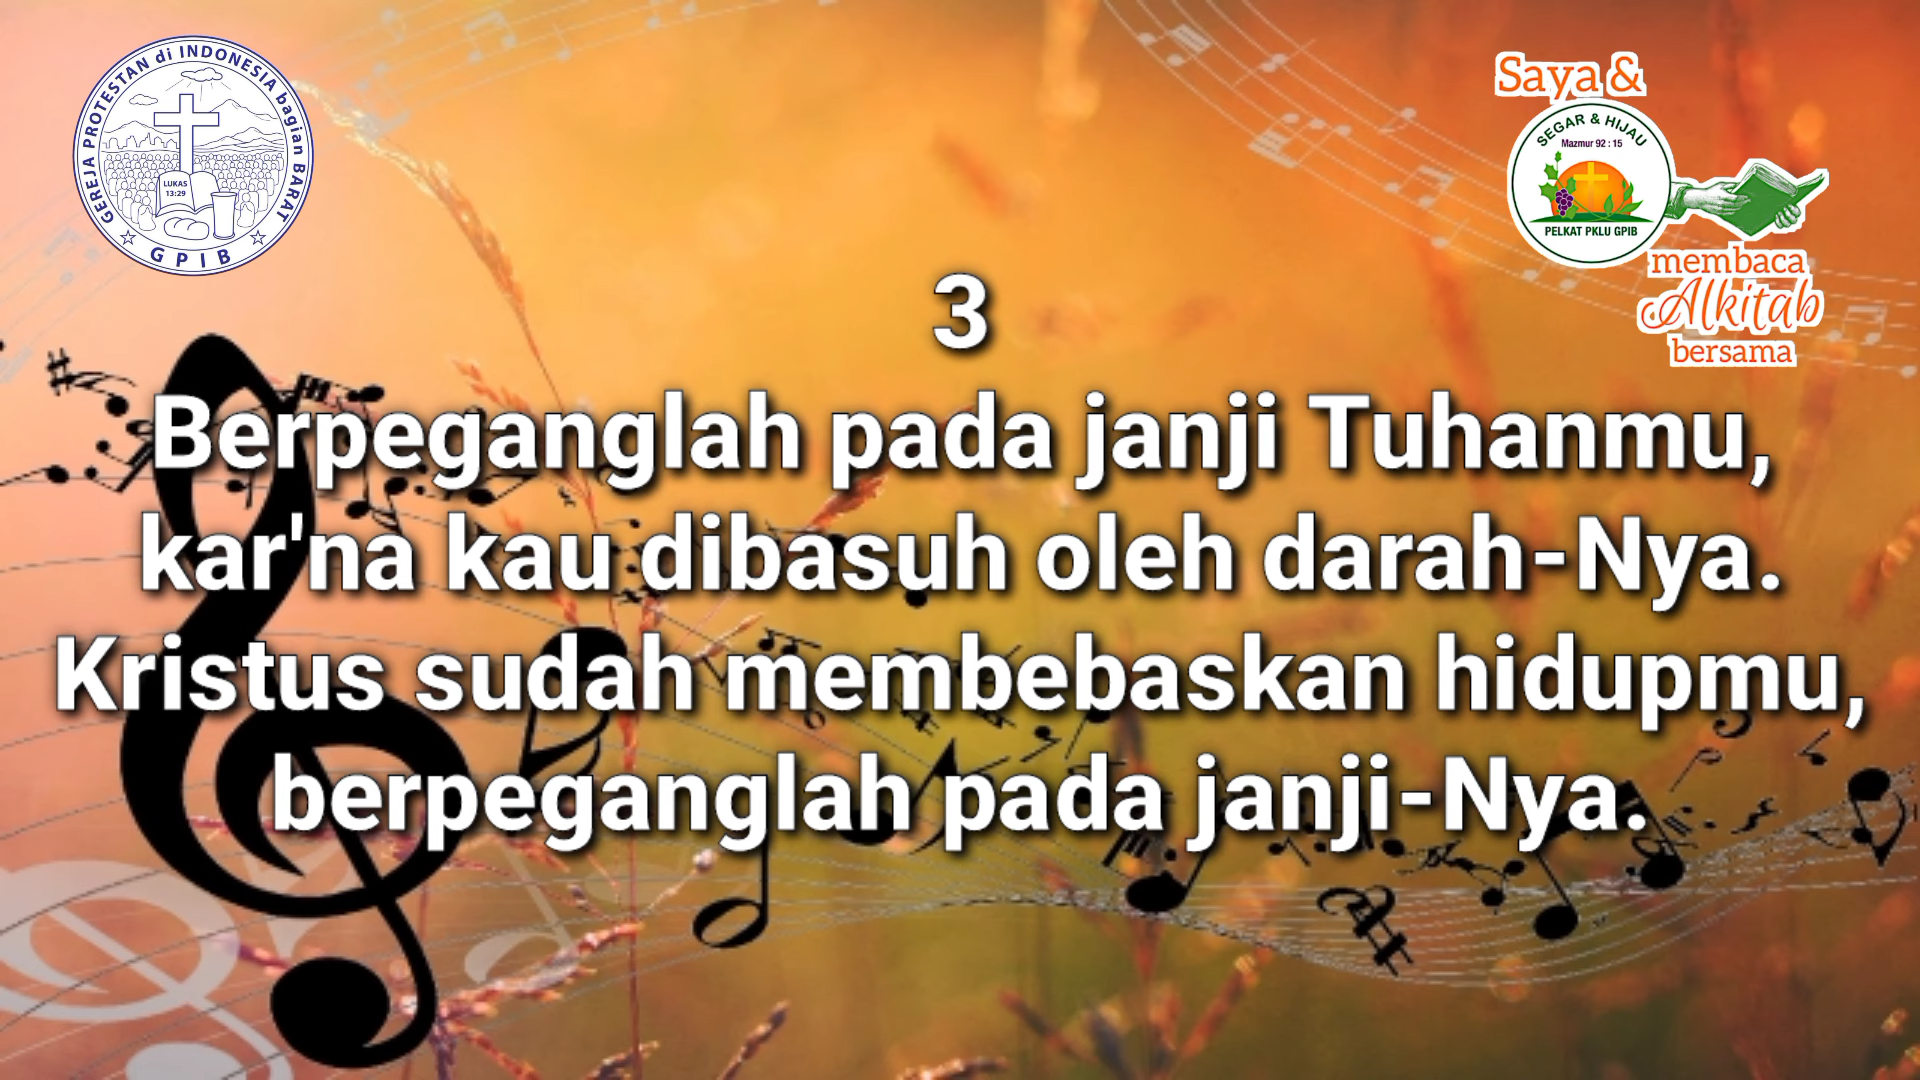 GEREJA PROTESTAN di INDONESIA bagian BARAT
LUKAS
13:29
GPIB
Saya &
SEGAR & HIJAU
Mazmur 92 : 15
PELKAT PKLU GPIB
membaca
Alkitab
bersama
3
Berpeganglah pada janji Tuhanmu,
kar'na kau dibasuh oleh darah-Nya.
Kristus sudah membebaskan hidupmu,
berpeganglah pada janji-Nya.